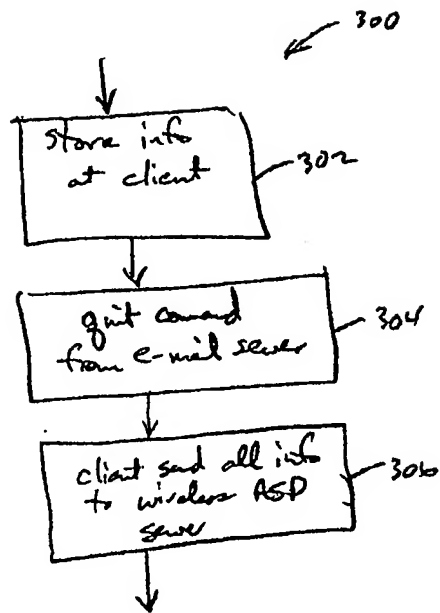 300
store info
at client
302
quit comand
from e-mail server
304
client send all info
to wireless ASP
server
306